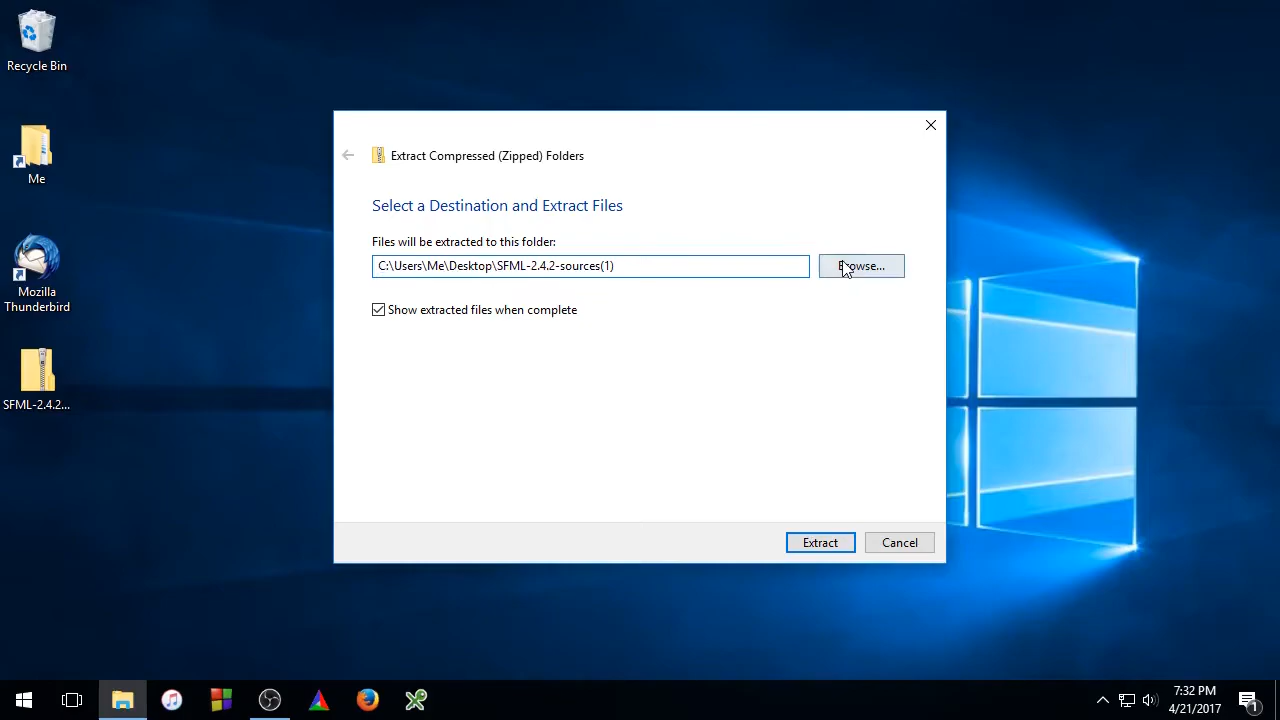 Recycle Bin
Me
Mozilla
Thunderbird
SFML-2.4.2...
Extract Compressed (Zipped) Folders
Select a Destination and Extract Files
Files will be extracted to this folder:
C:\Users\Me\Desktop\SFML-2.4.2-sources(1)
Browse...
Show extracted files when complete
Extract
Cancel
7:32 PM
4/21/2017
1